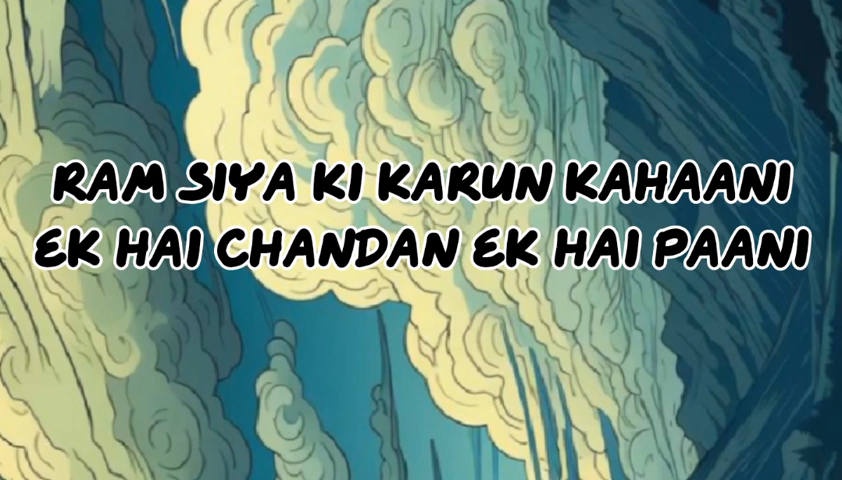 RAM SIYA KI KARUN KAHAANI
EK HAI CHANDAN EK HAI PAANI